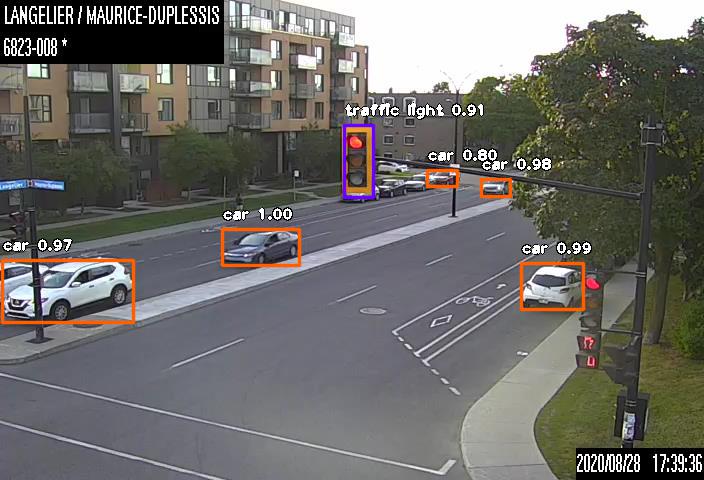 LANGELIER / MAURICE-DUPLESSIS
6823-008 *
traffic light 0.91
car 0.80
car 0.98
car 1.00
car 0.97
car 0.99
Langelier
2020/08/28 17:39:36